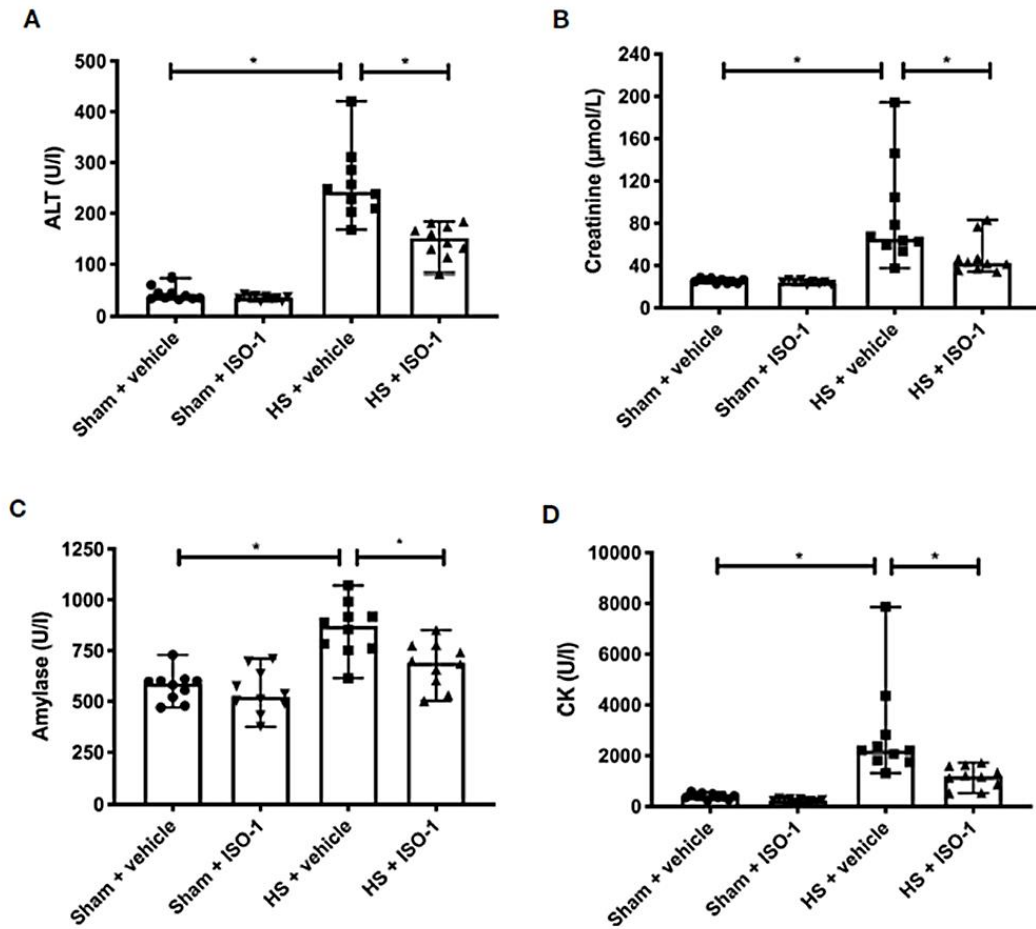 A
ALT (U/l)
500
400
300
200
100
0
*
*
Sham + vehicle
Sham + ISO-1
HS + vehicle
HS + ISO-1
B
Creatinine (μmol/L)
240
200
160
120
80
40
0
*
*
Sham + vehicle
Sham + ISO-1
HS + vehicle
HS + ISO-1
C
Amylase (U/l)
1250
1000
750
500
250
0
*
*
Sham + vehicle
Sham + ISO-1
HS + vehicle
HS + ISO-1
D
CK (U/l)
10000
8000
6000
4000
2000
0
*
*
Sham + vehicle
Sham + ISO-1
HS + vehicle
HS + ISO-1